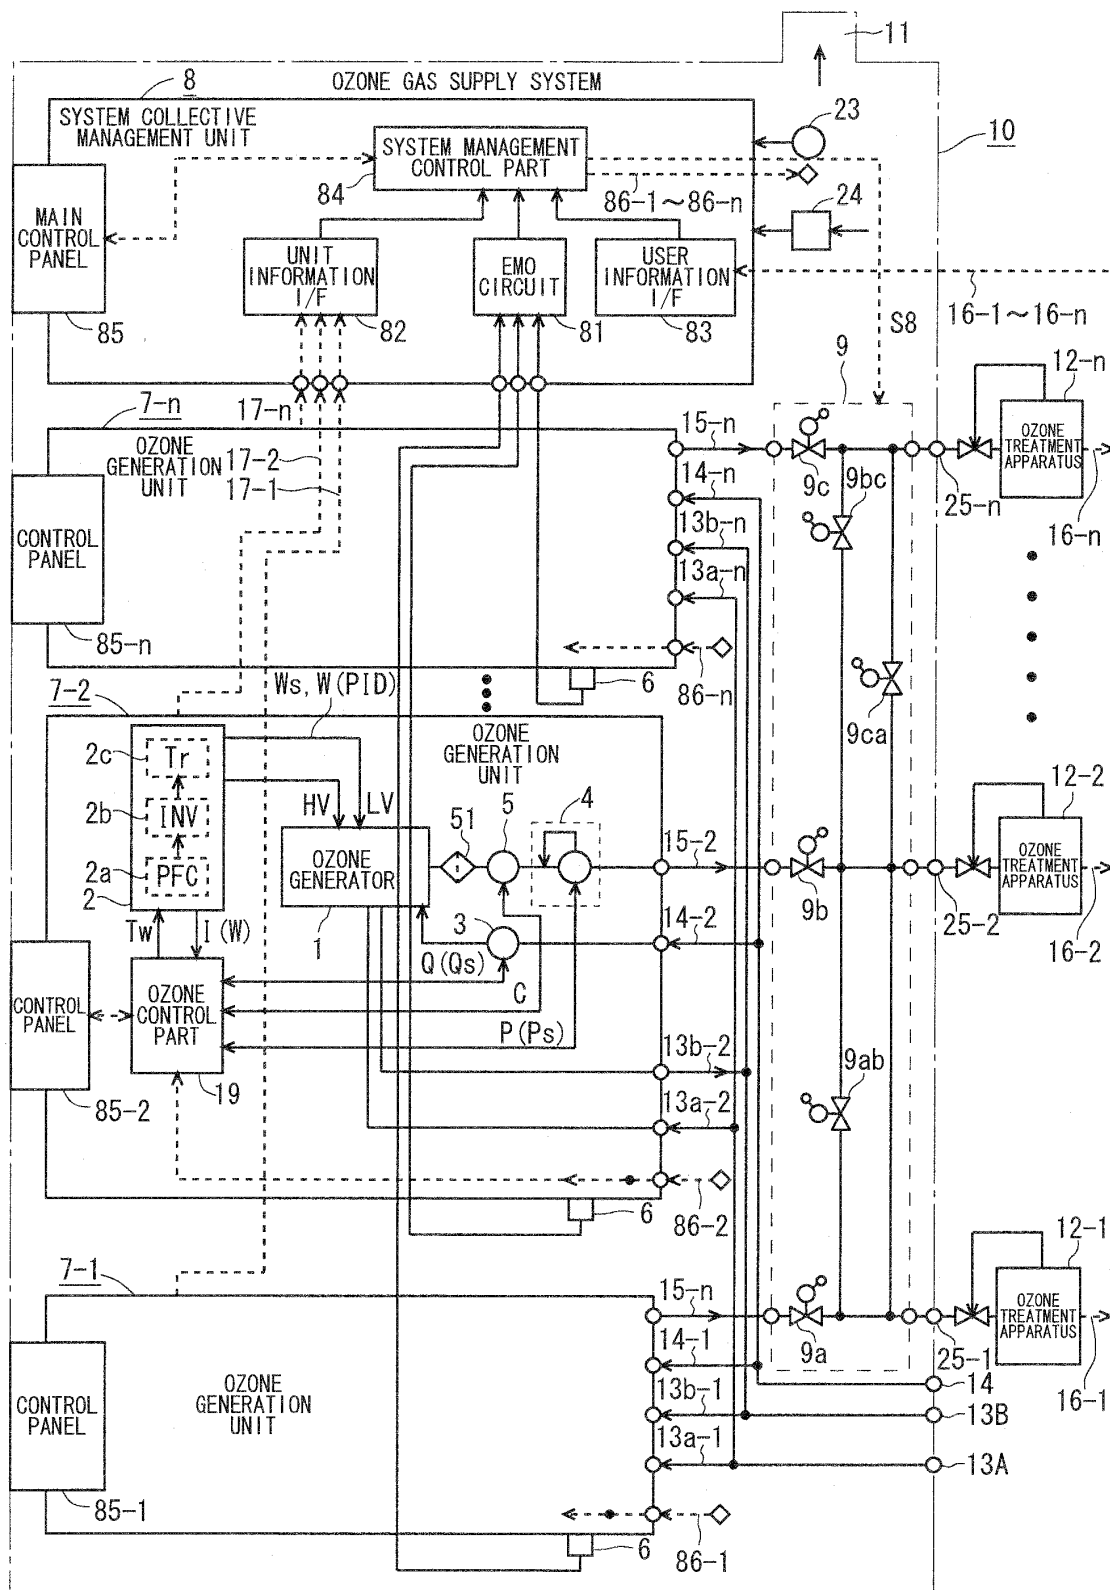 11
OZONE GAS SUPPLY SYSTEM
8
SYSTEM COLLECTIVE
MANAGEMENT UNIT
23
10
SYSTEM MANAGEMENT
CONTROL PART
84
86-1～86-n
24
MAIN
CONTROL
PANEL
85
UNIT
INFORMATION
I/F
82
EMO
CIRCUIT
81
USER
INFORMATION
I/F
83
16-1～16-n
S8
9
12-n
7-n
17-n
OZONE
GENERATION
UNIT
17-2
17-1
15-n
14-n
13b-n
13a-n
9c
9bc
25-n
OZONE
TREATMENT
APPARATUS
16-n
CONTROL
PANEL
85-n
6
86-n
Ws, W(PID)
7-2
9ca
OZONE
GENERATION
UNIT
2c
Tr
2b
INV
2a
PFC
2
HV
LV
51
5
4
OZONE
GENERATOR
1
15-2
12-2
OZONE
TREATMENT
APPARATUS
9b
25-2
16-2
Tw
I(W)
3
14-2
Q(Qs)
C
P(Ps)
CONTROL
PANEL
OZONE
CONTROL
PART
85-2
19
13b-2
13a-2
9ab
6
86-2
7-1
12-1
15-n
14-1
13b-1
13a-1
9a
25-1
OZONE
TREATMENT
APPARATUS
16-1
14
13B
13A
CONTROL
PANEL
OZONE
GENERATION
UNIT
85-1
6
86-1